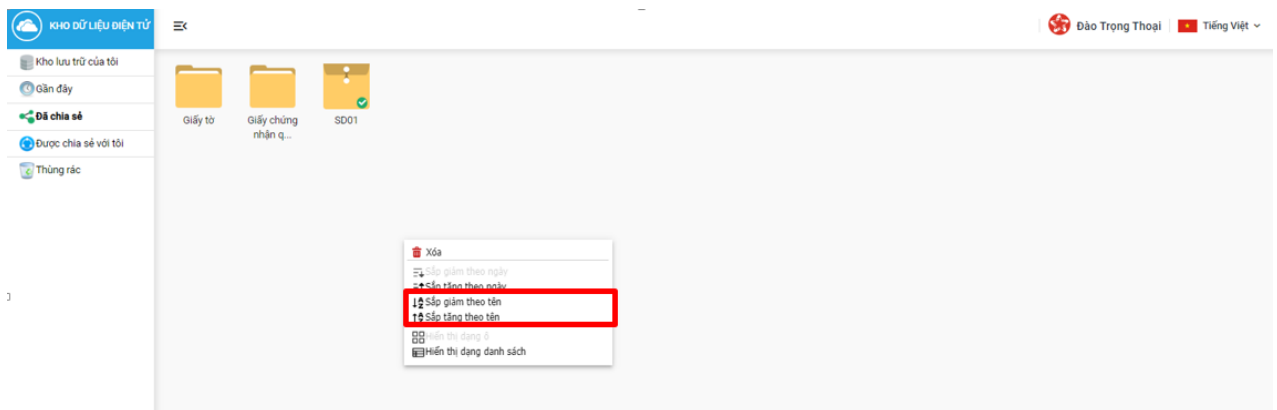 KHO DỮ LIỆU ĐIỆN TỬ
Đào Trọng Thoại
Tiếng Việt
Kho lưu trữ của tôi
Gần đây
Đã chia sẻ
Được chia sẻ với tôi
Thùng rác
Giấy tờ
Giấy chứng
nhận q...
SD01
Xóa
Sắp giảm theo ngày
Sắp tăng theo ngày
Sắp giảm theo tên
Sắp tăng theo tên
Hiển thị dạng ô
Hiển thị dạng danh sách